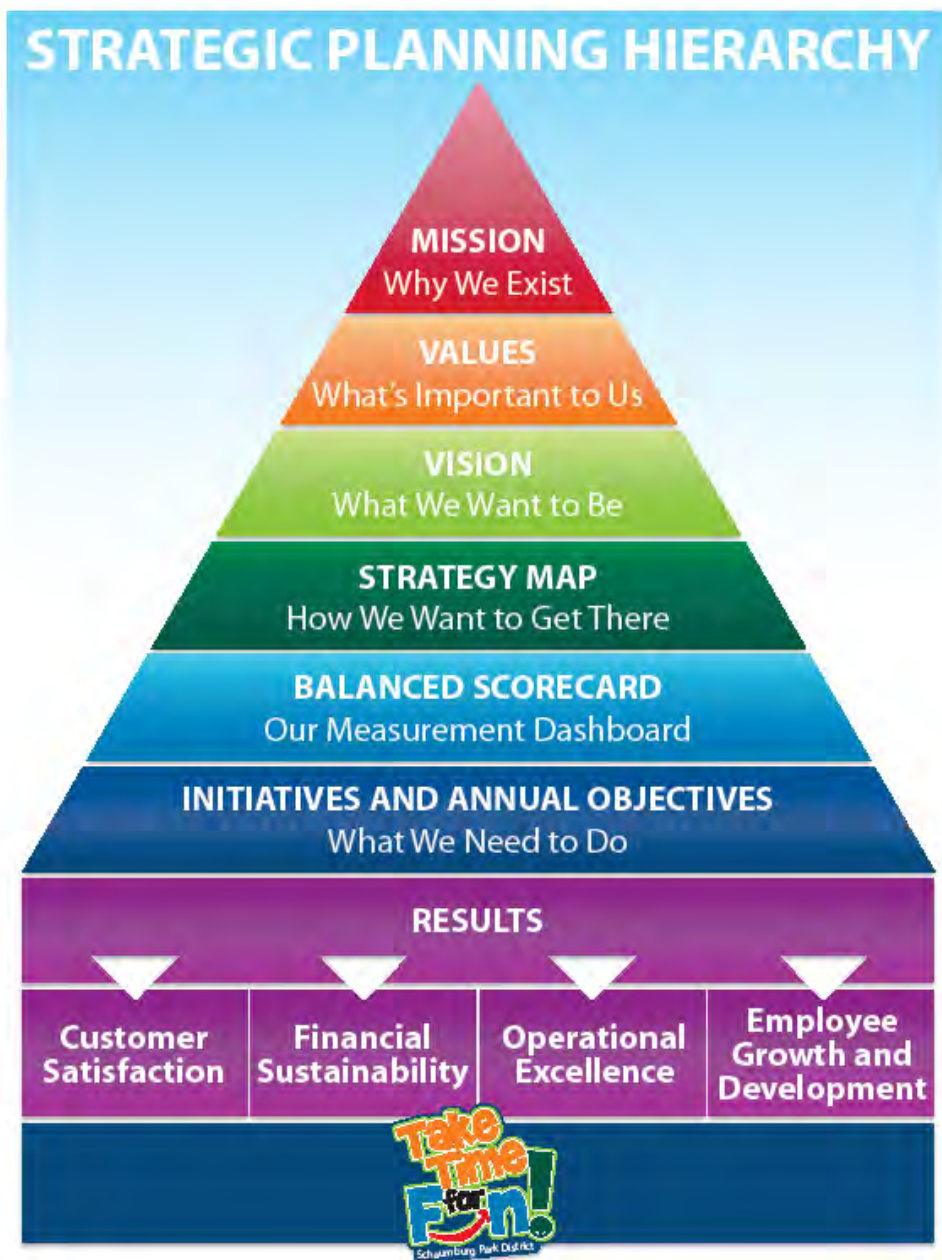 STRATEGIC PLANNING HIERARCHY
MISSION
Why We Exist
VALUES
What's Important to Us
VISION
What We Want to Be
STRATEGY MAP
How We Want to Get There
BALANCED SCORECARD
Our Measurement Dashboard
INITIATIVES AND ANNUAL OBJECTIVES
What We Need to Do
RESULTS
Customer
Satisfaction
Financial
Sustainability
Operational
Excellence
Employee
Growth and
Development
Take
Time
for
Fun!
Schaumburg Park District